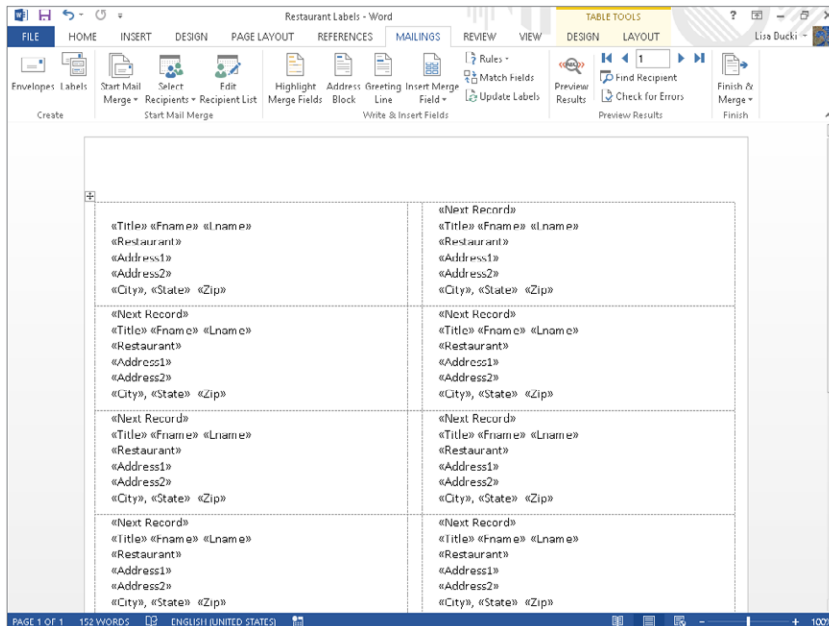 Restaurant Labels - Word
TABLE TOOLS
FILE HOME INSERT DESIGN PAGE LAYOUT REFERENCES MAILINGS REVIEW VIEW DESIGN LAYOUT Lisa Bucki
Envelopes Labels Start Mail Merge Select Recipients Edit Recipient List Highlight Merge Fields Address Block Greeting Line Insert Merge Field Rules Match Fields Update Labels Preview Results ABC 1 Find Recipient Check for Errors Finish & Merge
Create Start Mail Merge Write & Insert Fields Preview Results Finish
«Title» «Fname» «Lname»
«Restaurant»
«Address1»
«Address2»
«City», «State» «Zip»
«Next Record»
«Title» «Fname» «Lname»
«Restaurant»
«Address1»
«Address2»
«City», «State» «Zip»
«Next Record»
«Title» «Fname» «Lname»
«Restaurant»
«Address1»
«Address2»
«City», «State» «Zip»
«Next Record»
«Title» «Fname» «Lname»
«Restaurant»
«Address1»
«Address2»
«City», «State» «Zip»
«Next Record»
«Title» «Fname» «Lname»
«Restaurant»
«Address1»
«Address2»
«City», «State» «Zip»
«Next Record»
«Title» «Fname» «Lname»
«Restaurant»
«Address1»
«Address2»
«City», «State» «Zip»
«Next Record»
«Title» «Fname» «Lname»
«Restaurant»
«Address1»
«Address2»
«City», «State» «Zip»
«Next Record»
«Title» «Fname» «Lname»
«Restaurant»
«Address1»
«Address2»
«City», «State» «Zip»
PAGE 1 OF 1 152 WORDS ENGLISH (UNITED STATES) 100%